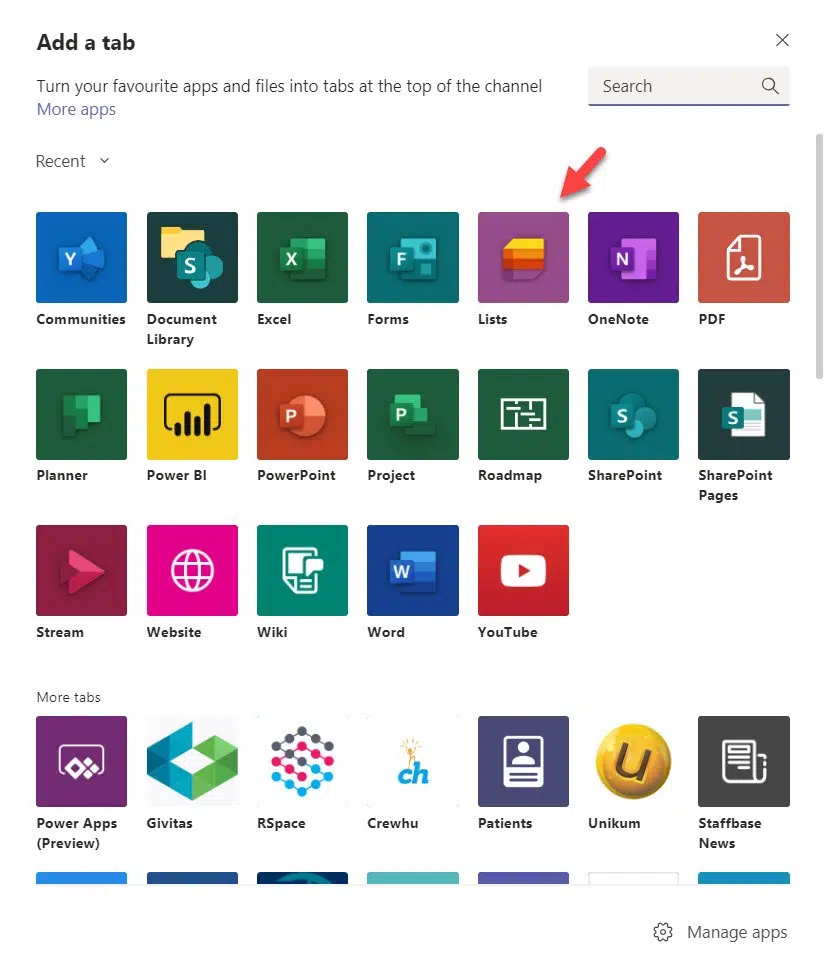 Add a tab
Turn your favourite apps and files into tabs at the top of the channel
More apps
Search
Recent
Y
S
X
F
N
Communities
Document
Library
Excel
Forms
Lists
OneNote
PDF
P
P
S
S
Planner
Power BI
PowerPoint
Project
Roadmap
SharePoint
SharePoint
Pages
W
Stream
Website
Wiki
Word
YouTube
More tabs
ch
u
Power Apps
(Preview)
Givitas
RSpace
Crewhu
Patients
Unikum
Staffbase
News
Manage apps